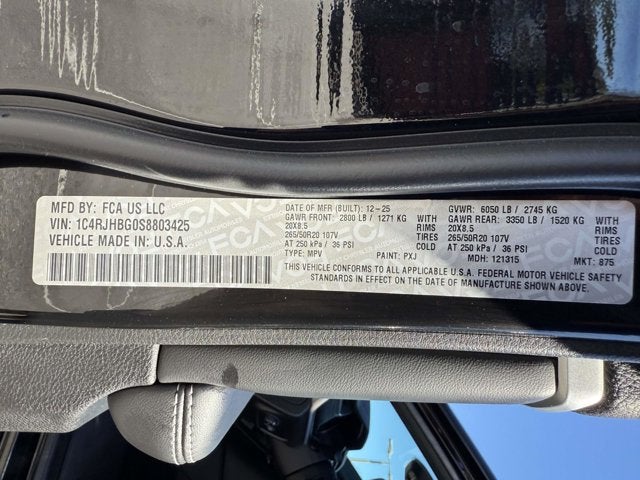 MFD BY: FCA US LLC
VIN: 1C4RJHBG0S8803425
VEHICLE MADE IN: U.S.A.
DATE OF MFR (BUILT): 12-25
GAWR FRONT: 2800 LB / 1271 KG WITH
20X8.5 RIMS
265/50R20 107V TIRES
AT 250 kPa / 36 PSI COLD
TYPE: MPV PAINT: PXJ
GVWR: 6050 LB / 2745 KG
GAWR REAR: 3350 LB / 1520 KG WITH
20X8.5 RIMS
265/50R20 107V TIRES
AT 250 kPa / 36 PSI COLD
MDH: 121315 MKT: 875
THIS VEHICLE CONFORMS TO ALL APPLICABLE U.S.A. FEDERAL MOTOR VEHICLE SAFETY
STANDARDS IN EFFECT ON THE DATE OF MANUFACTURE SHOWN ABOVE.